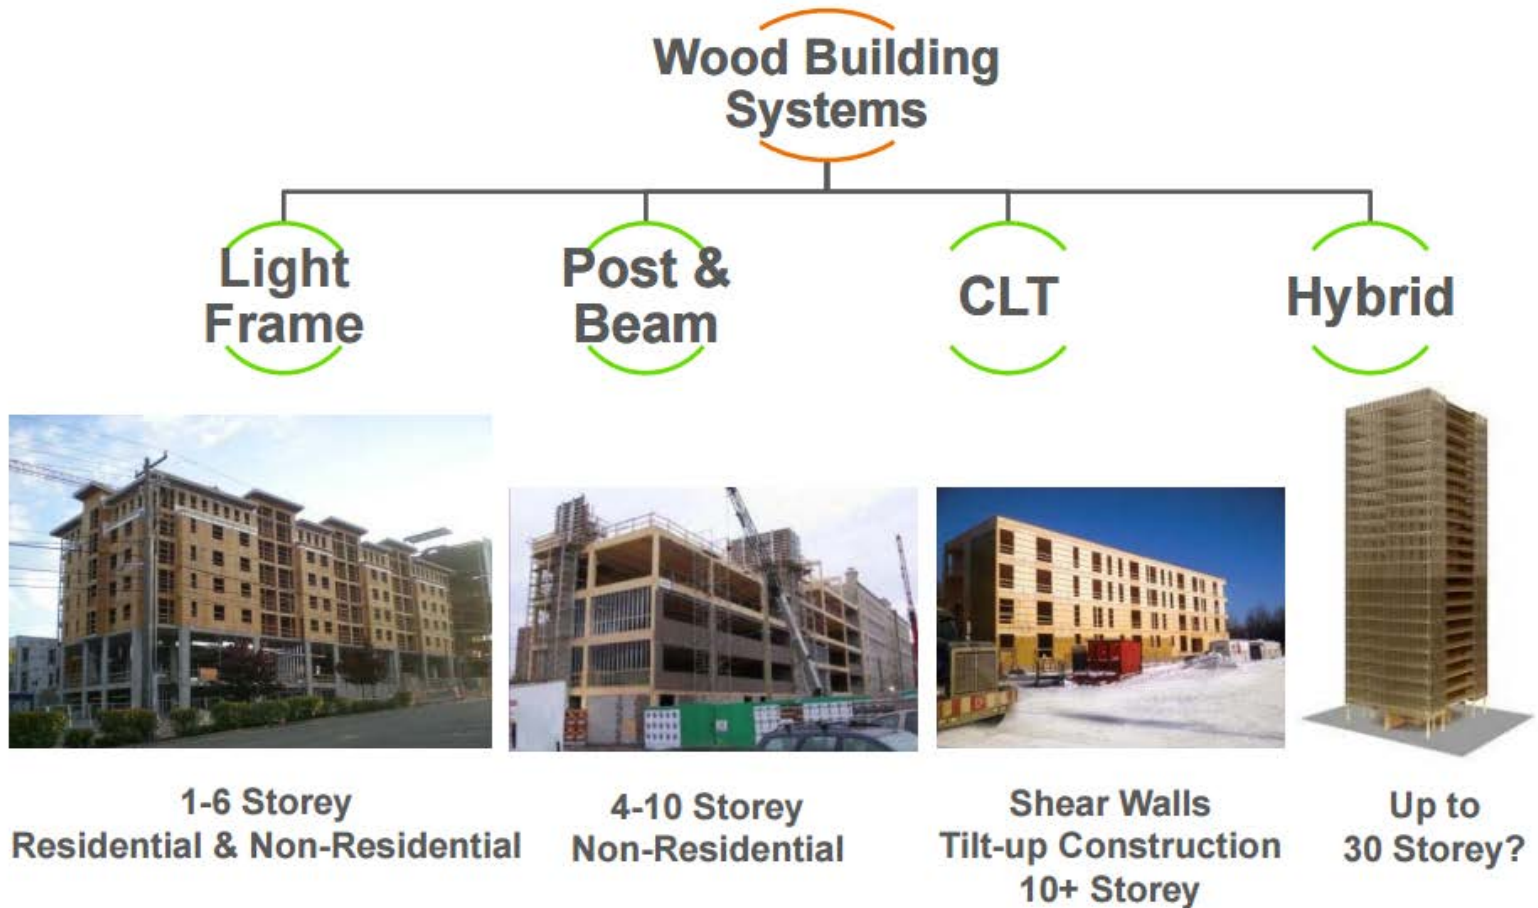 Wood Building
Systems
Light
Frame
Post &
Beam
CLT
Hybrid
1-6 Storey
Residential & Non-Residential
4-10 Storey
Non-Residential
Shear Walls
Tilt-up Construction
10+ Storey
Up to
30 Storey?